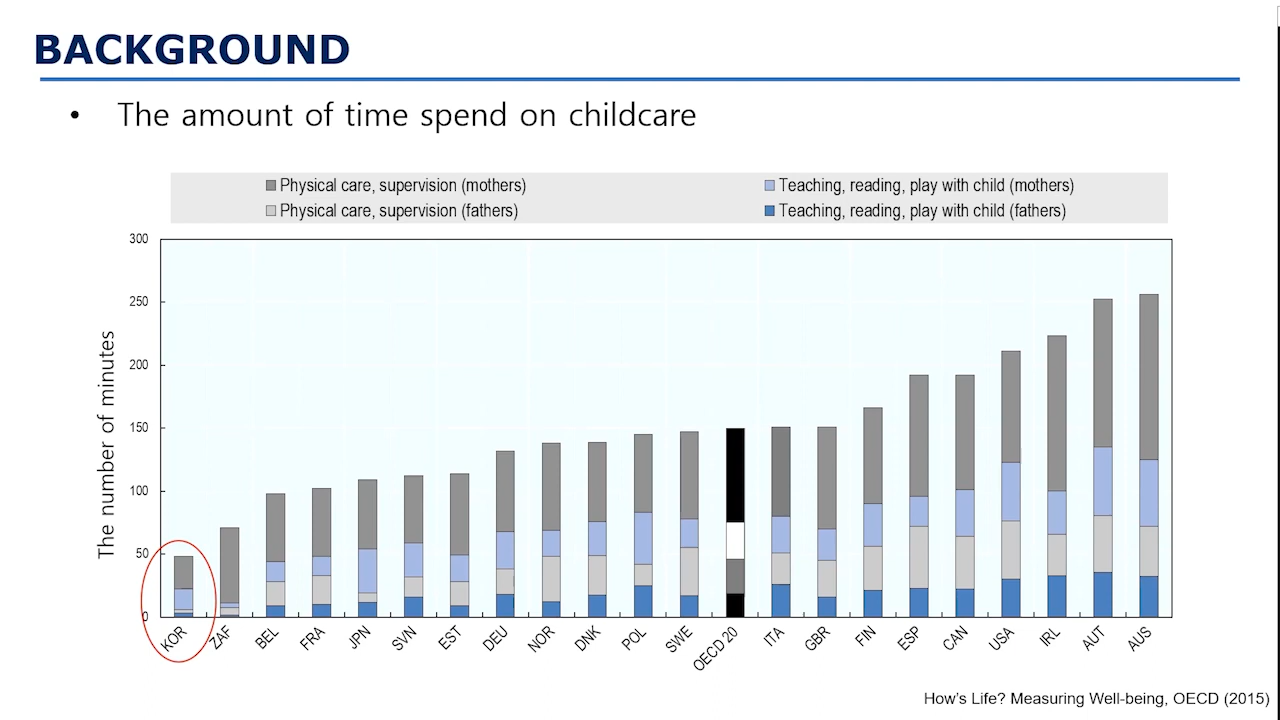 BACKGROUND
• The amount of time spend on childcare
Physical care, supervision (mothers) Teaching, reading, play with child (mothers)
Physical care, supervision (fathers) Teaching, reading, play with child (fathers)
The number of minutes
300
250
200
150
100
50
0
KOR ZAF BEL FRA JPN SVN EST DEU NOR DNK POL SWE OECD 20 ITA GBR FIN ESP CAN USA IRL AUT AUS
How's Life? Measuring Well-being, OECD (2015)